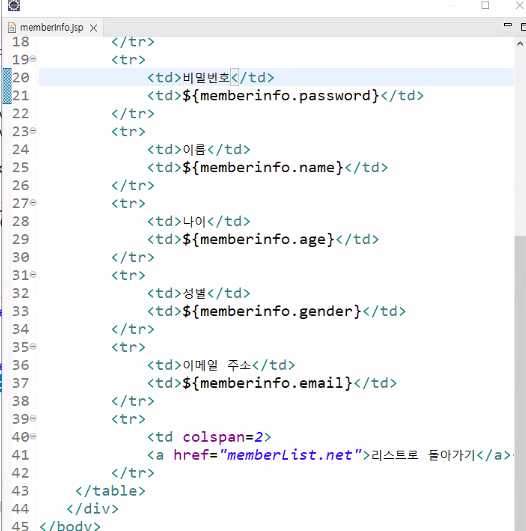 memberInfo.jsp
18 </tr>
19 <tr>
20 <td>비밀번호</td>
21 <td>${memberinfo.password}</td>
22 </tr>
23 <tr>
24 <td>이름</td>
25 <td>${memberinfo.name}</td>
26 </tr>
27 <tr>
28 <td>나이</td>
29 <td>${memberinfo.age}</td>
30 </tr>
31 <tr>
32 <td>성별</td>
33 <td>${memberinfo.gender}</td>
34 </tr>
35 <tr>
36 <td>이메일 주소</td>
37 <td>${memberinfo.email}</td>
38 </tr>
39 <tr>
40 <td colspan=2>
41 <a href="memberList.net">리스트로 돌아가기</a>
42 </tr>
43 </table>
44 </div>
45 </body>